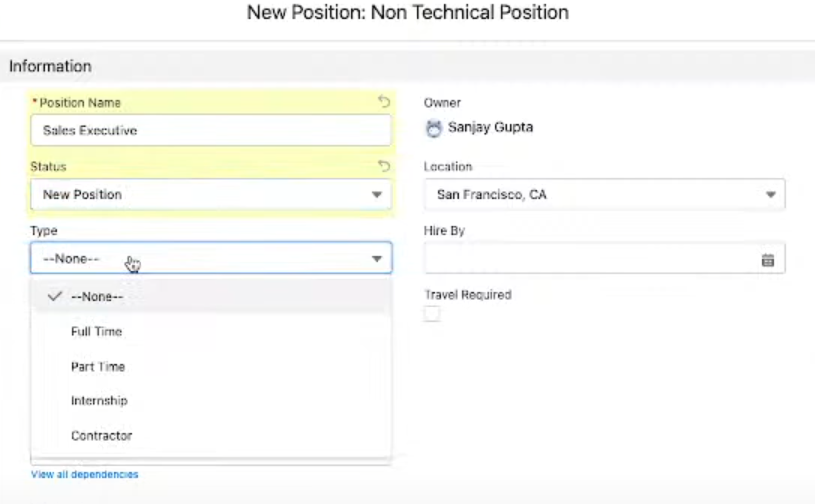 New Position: Non Technical Position
Information
*Position Name
Sales Executive
Owner
Sanjay Gupta
Status
New Position
Location
San Francisco, CA
Type
--None--
Hire By
--None--
Full Time
Part Time
Internship
Contractor
Travel Required
View all dependencies